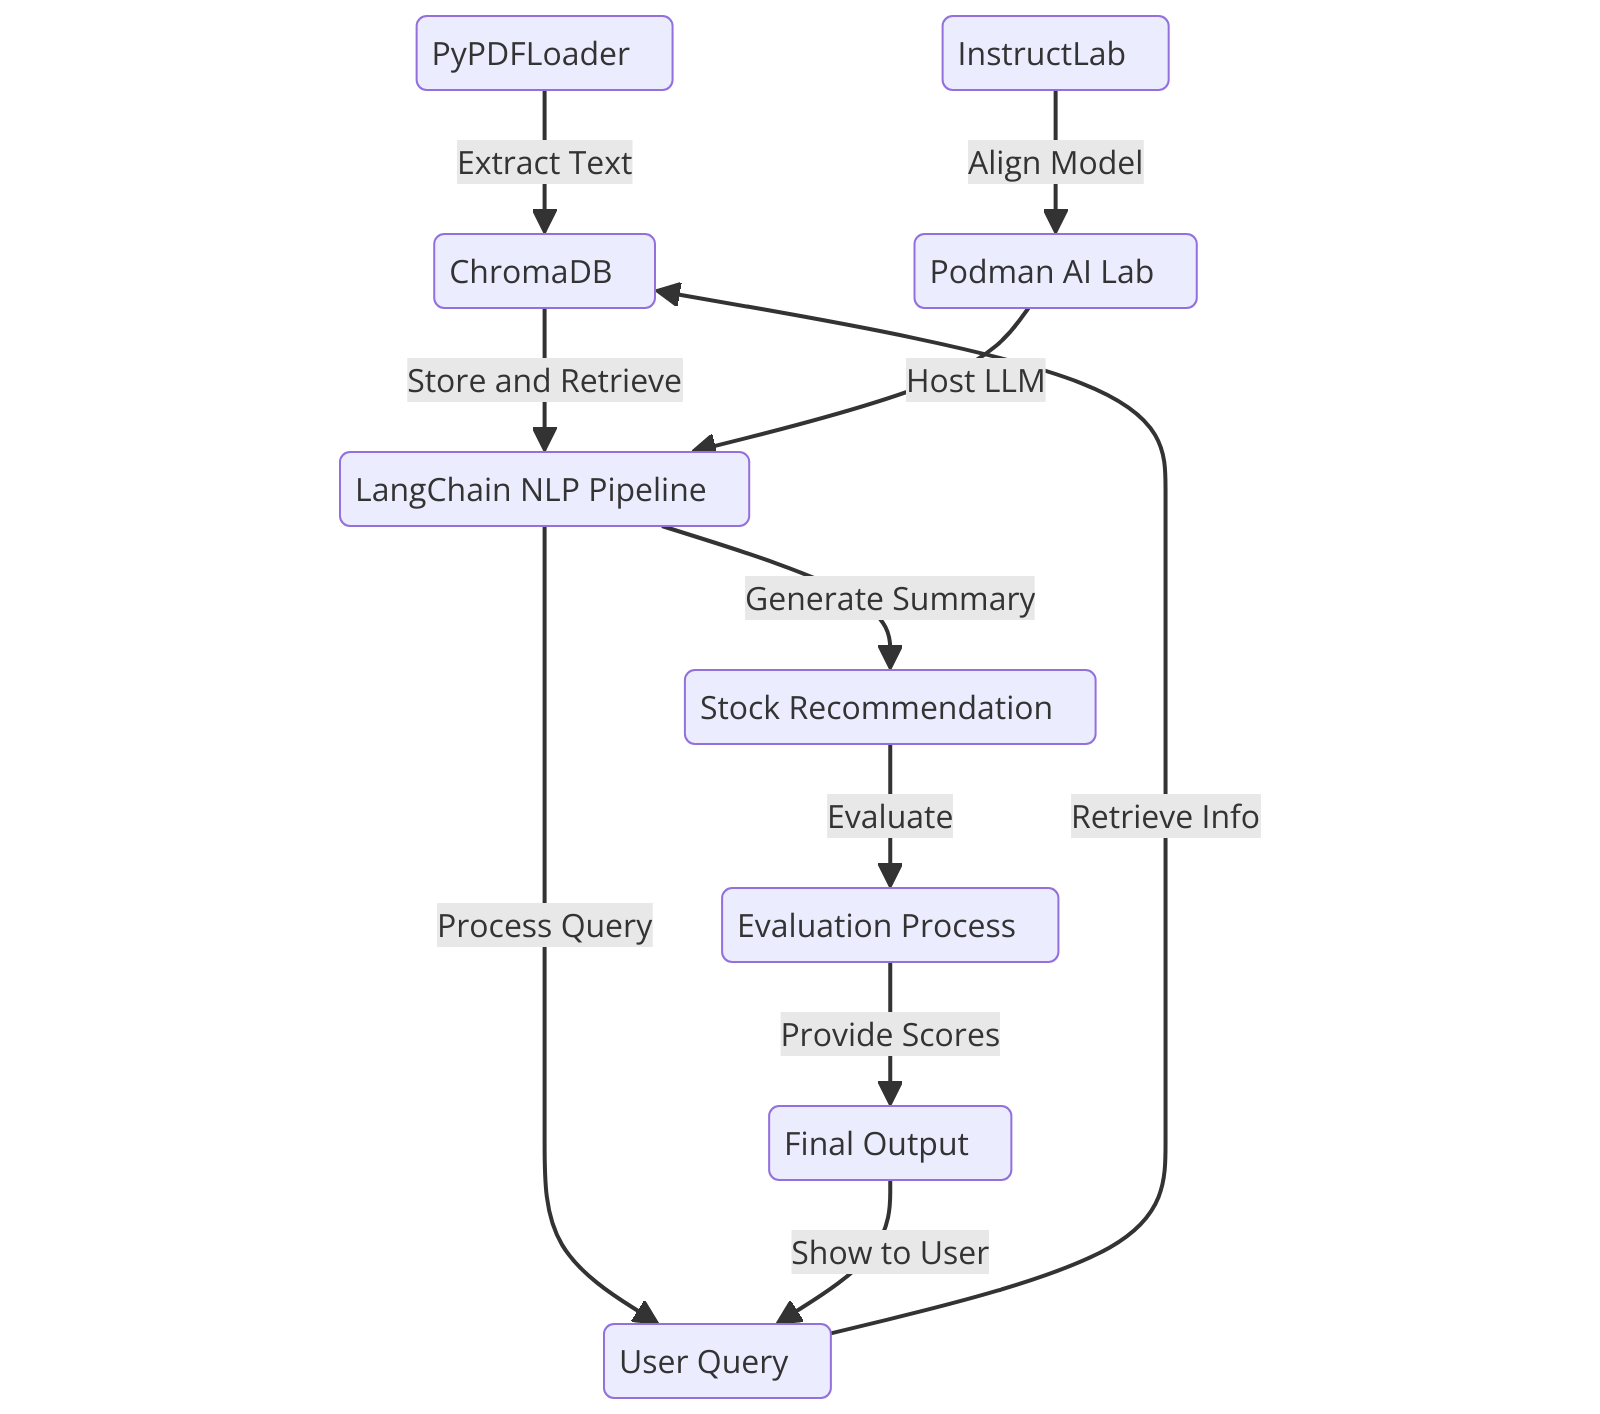 PyPDFLoader
InstructLab
Extract Text
Align Model
ChromaDB
Podman AI Lab
Store and Retrieve
Host LLM
LangChain NLP Pipeline
Generate Summary
Stock Recommendation
Evaluate
Retrieve Info
Process Query
Evaluation Process
Provide Scores
Final Output
Show to User
User Query